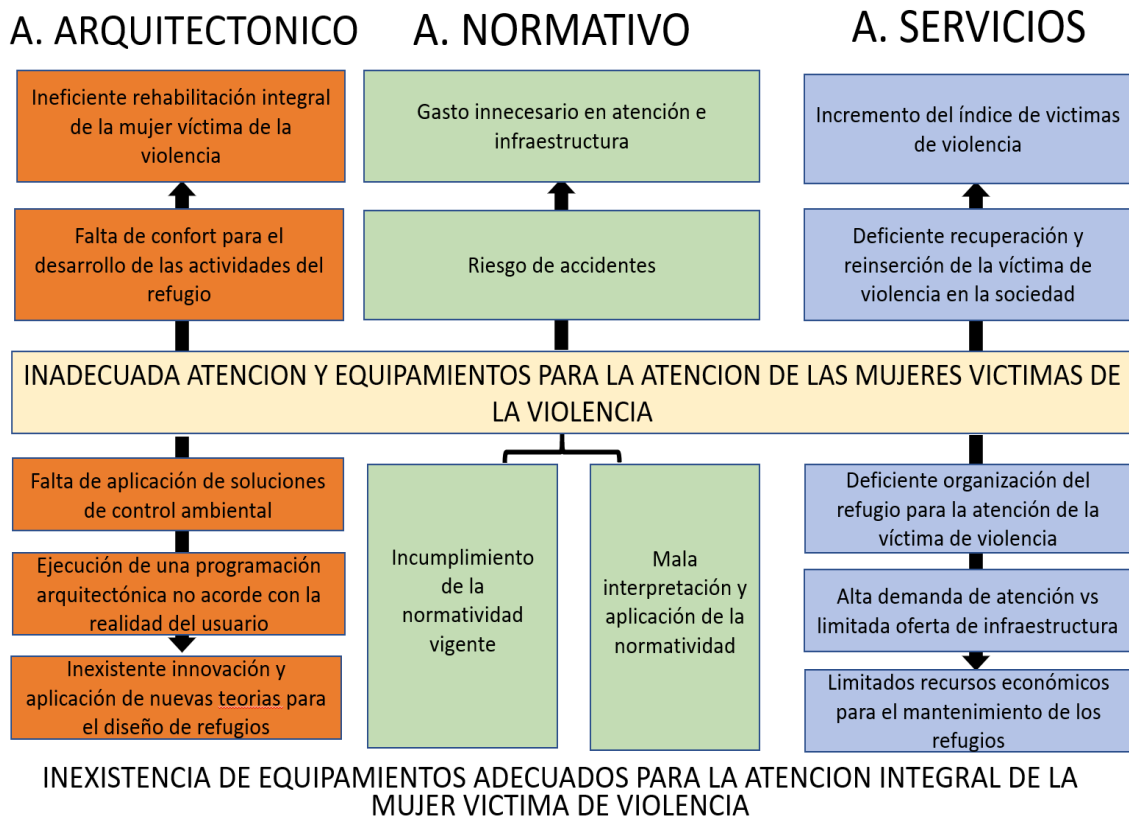 A. ARQUITECTONICO
A. NORMATIVO
A. SERVICIOS
Ineficiente rehabilitación integral
de la mujer víctima de la
violencia
Gasto innecesario en atención e
infraestructura
Incremento del índice de victimas
de violencia
Falta de confort para el
desarrollo de las actividades del
refugio
Riesgo de accidentes
Deficiente recuperación y
reinserción de la víctima de
violencia en la sociedad
INADECUADA ATENCION Y EQUIPAMIENTOS PARA LA ATENCION DE LAS MUJERES VICTIMAS DE
LA VIOLENCIA
Falta de aplicación de soluciones
de control ambiental
Ejecución de una programación
arquitectónica no acorde con la
realidad del usuario
Inexistente innovación y
aplicación de nuevas teorias para
el diseño de refugios
Incumplimiento
de la
normatividad
vigente
Mala
interpretación y
aplicación de la
normatividad
Deficiente organización del
refugio para la atención de la
víctima de violencia
Alta demanda de atención vs
limitada oferta de infraestructura
Limitados recursos económicos
para el mantenimiento de los
refugios
INEXISTENCIA DE EQUIPAMIENTOS ADECUADOS PARA LA ATENCION INTEGRAL DE LA
MUJER VICTIMA DE VIOLENCIA